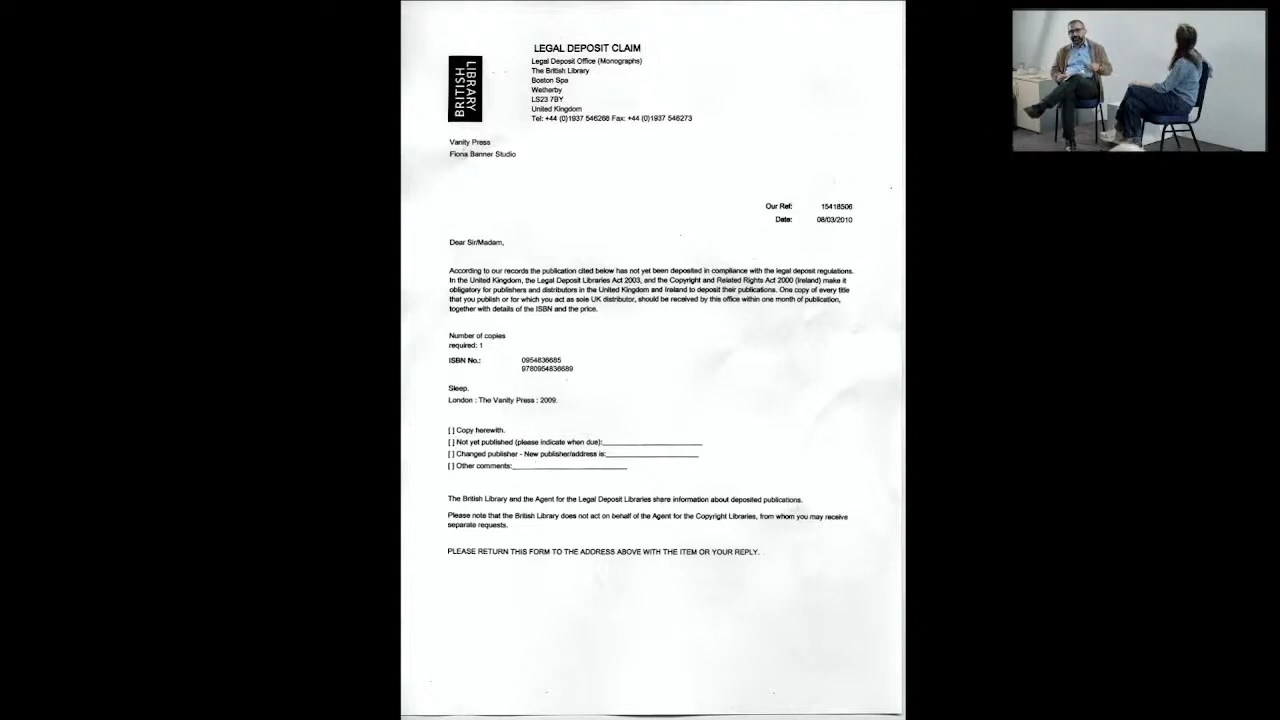 LEGAL DEPOSIT CLAIM
BRITISH
LIBRARY
Legal Deposit Office (Monographs)
The British Library
Boston Spa
Wetherby
LS23 7BY
United Kingdom
Tel: +44 (0)1937 546268 Fax: +44 (0)1937 546273
Vanity Press
Fiona Banner Studio
Our Ref: 15418506
Date: 08/03/2010
Dear Sir/Madam,
According to our records the publication cited below has not yet been deposited in compliance with the legal deposit regulations.
In the United Kingdom, the Legal Deposit Libraries Act 2003, and the Copyright and Related Rights Act 2000 (Ireland) make it
obligatory for publishers and distributors in the United Kingdom and Ireland to deposit their publications. One copy of every title
that you publish or for which you act as sole UK distributor, should be received by this office within one month of publication,
together with details of the ISBN and the price.
Number of copies
required: 1
ISBN No.: 0954836685
9780954836689
Sleep.
London : The Vanity Press : 2009.
[ ] Copy herewith.
[ ] Not yet published (please indicate when due):____________________
[ ] Changed publisher - New publisher/address is:____________________
[ ] Other comments:____________________
The British Library and the Agent for the Legal Deposit Libraries share information about deposited publications.
Please note that the British Library does not act on behalf of the Agent for the Copyright Libraries, from whom you may receive
separate requests.
PLEASE RETURN THIS FORM TO THE ADDRESS ABOVE WITH THE ITEM OR YOUR REPLY.